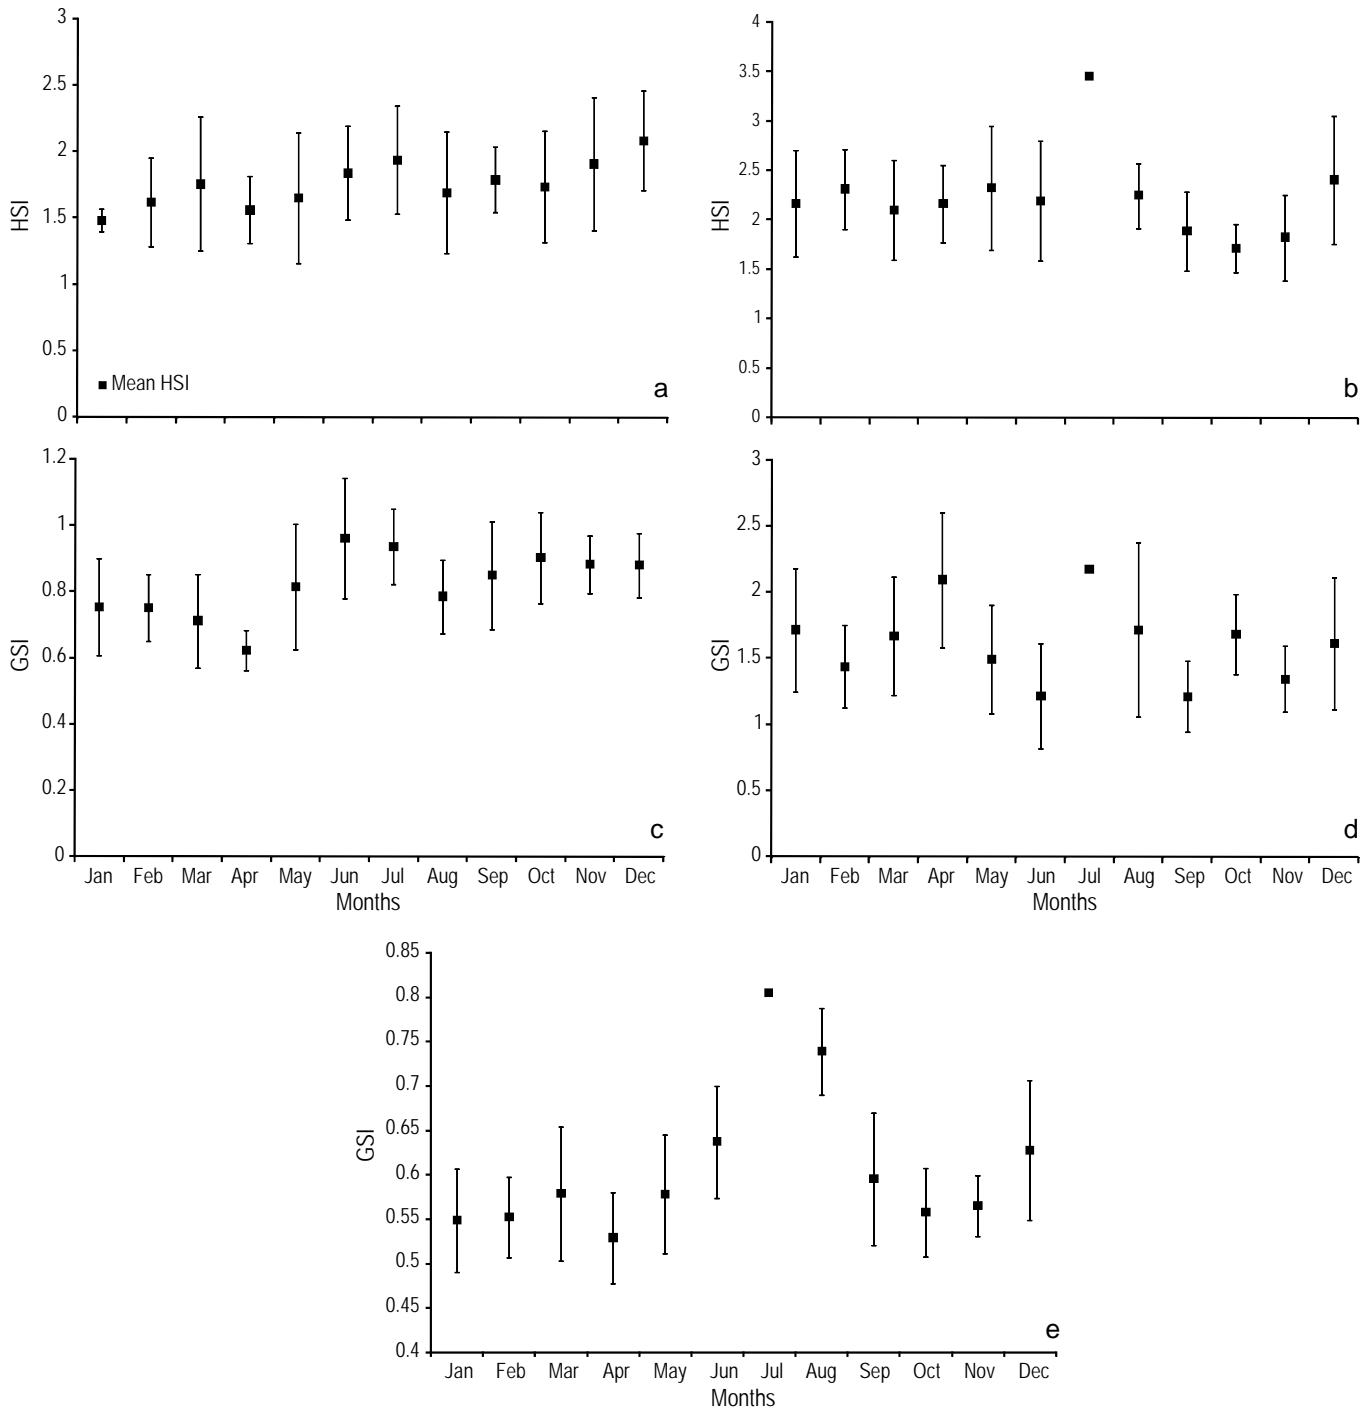 3
2.5
2
1.5
1
0.5
0
HSI
■ Mean HSI
a
4
3.5
3
2.5
2
1.5
1
0.5
0
HSI
b
1.2
1
0.8
0.6
0.4
0.2
0
GSI
c
Jan Feb Mar Apr May Jun Jul Aug Sep Oct Nov Dec
Months
3
2.5
2
1.5
1
0.5
0
GSI
d
Jan Feb Mar Apr May Jun Jul Aug Sep Oct Nov Dec
Months
0.85
0.8
0.75
0.7
0.65
0.6
0.55
0.5
0.45
0.4
GSI
e
Jan Feb Mar Apr May Jun Jul Aug Sep Oct Nov Dec
Months